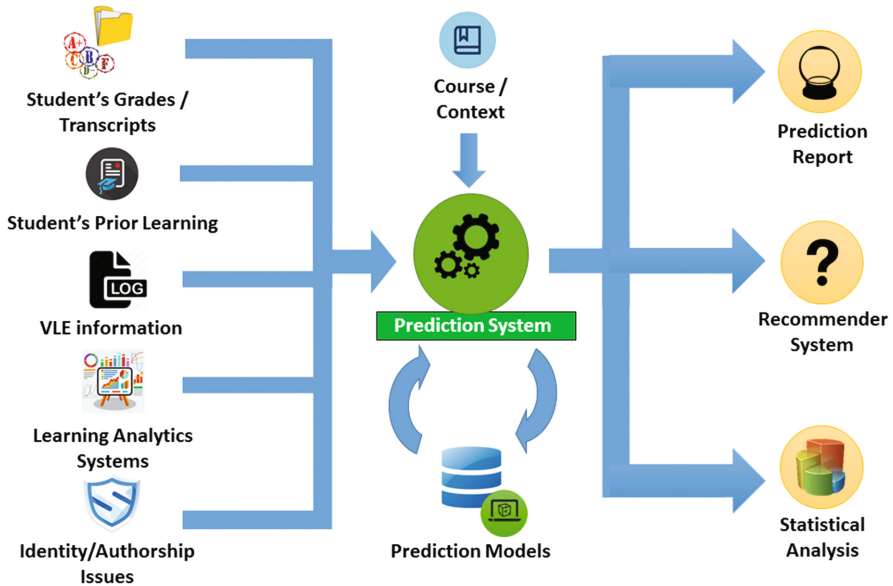 A+
C
B
D-
F
Student's Grades /
Transcripts
Student's Prior Learning
LOG
VLE information
Learning Analytics
Systems
Identity/Authorship
Issues
Course /
Context
Prediction System
Prediction Models
Prediction
Report
?
Recommender
System
Statistical
Analysis